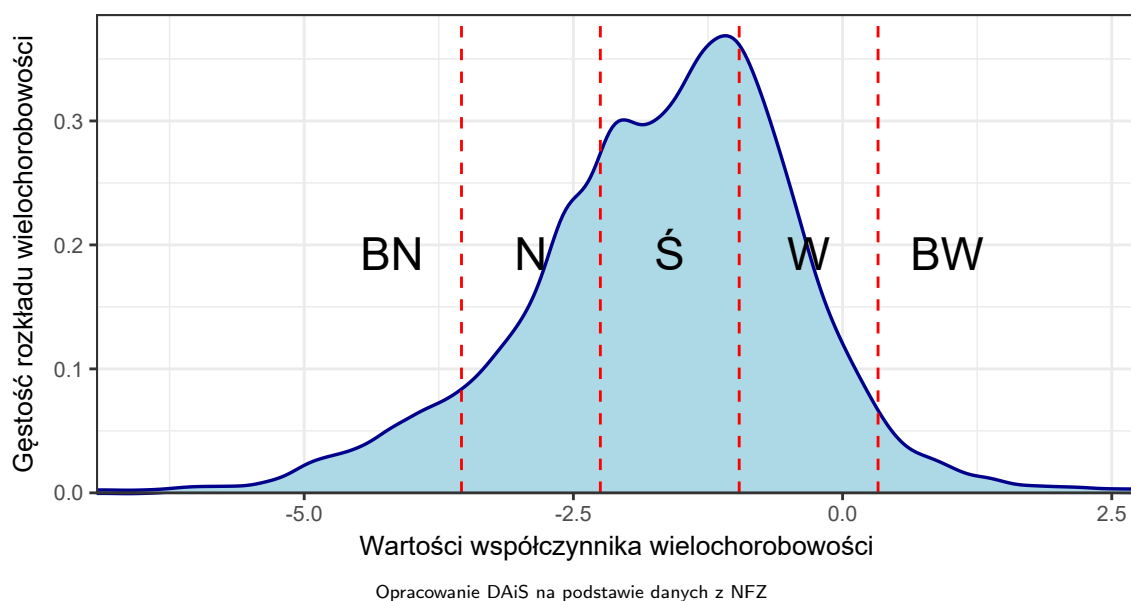 Gęstość rozkładu wielochorobowości
0.3
0.2
0.1
0.0
BN N Ś W BW
-5.0 -2.5 0.0 2.5
Wartości współczynnika wielochorobowości
Opracowanie DAiS na podstawie danych z NFZ